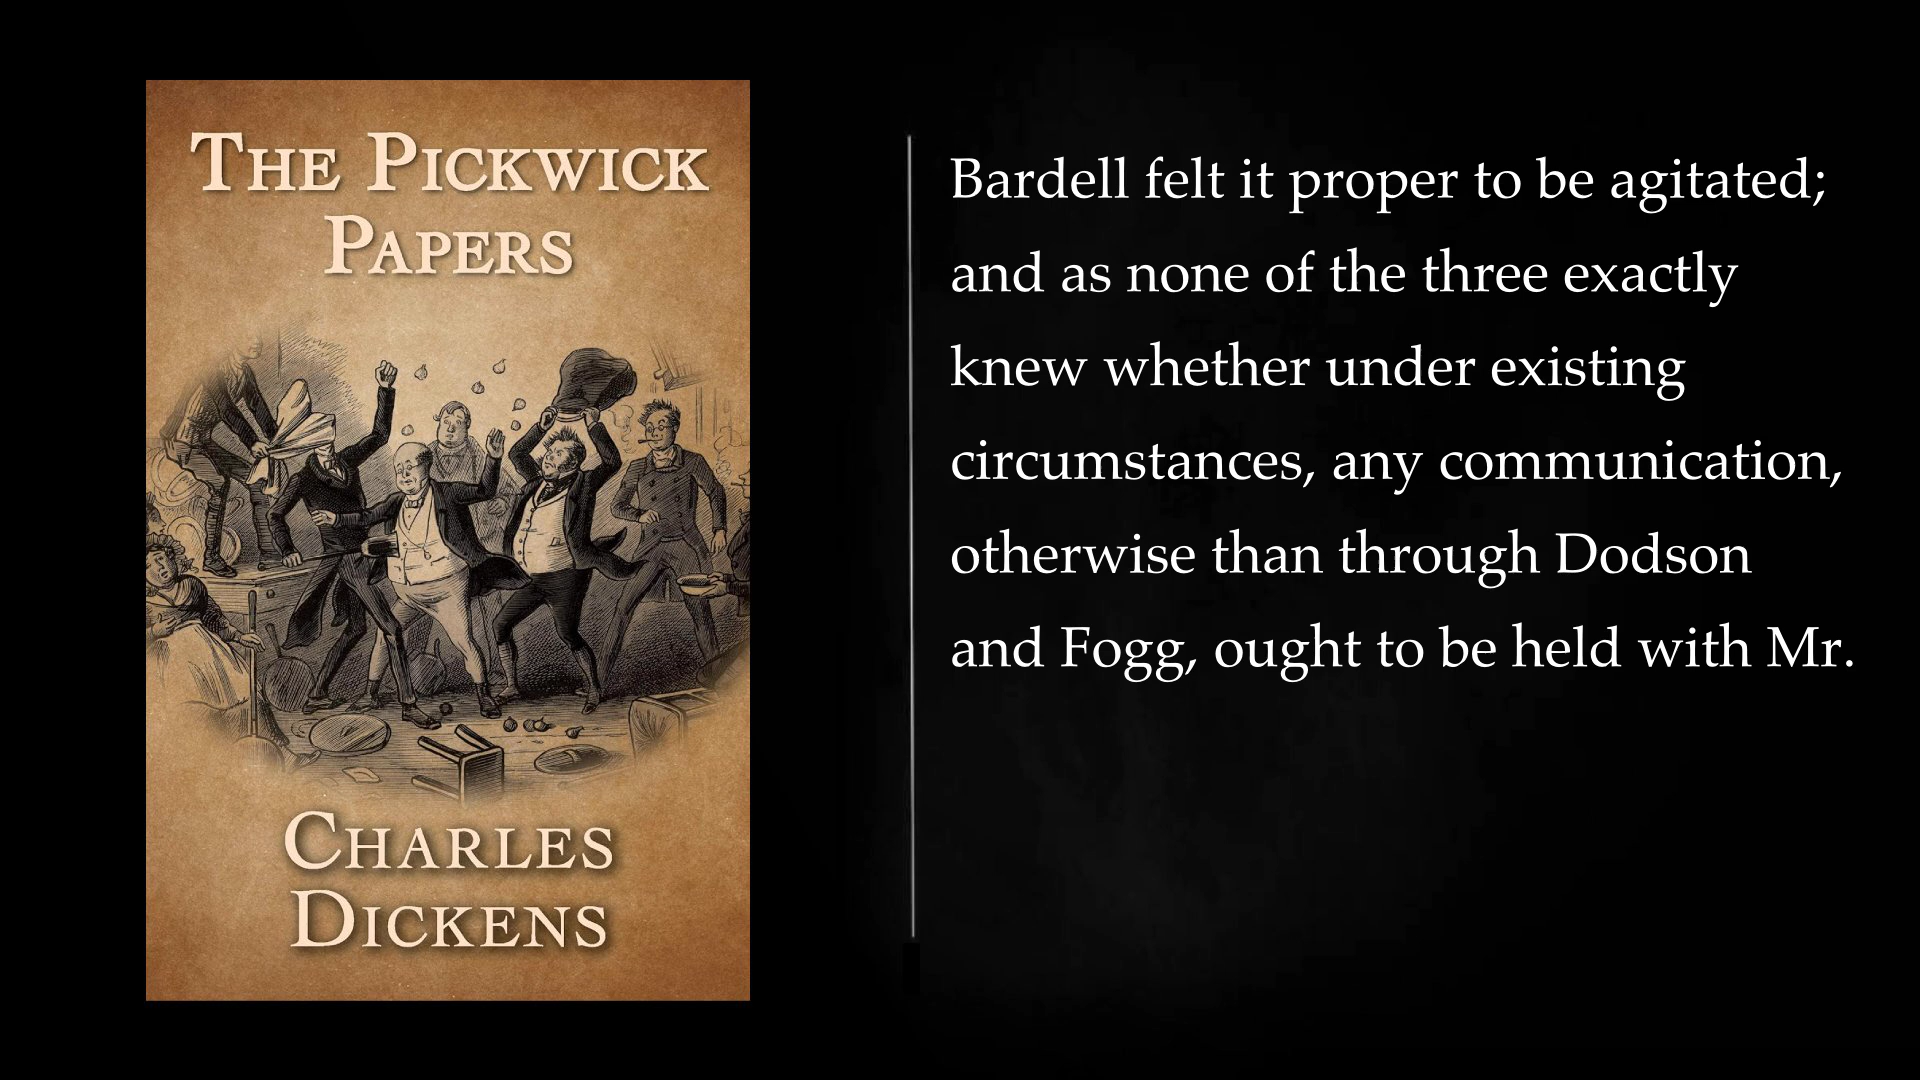 THE PICKWICK
PAPERS
CHARLES
DICKENS
Bardell felt it proper to be agitated;
and as none of the three exactly
knew whether under existing
circumstances, any communication,
otherwise than through Dodson
and Fogg, ought to be held with Mr.